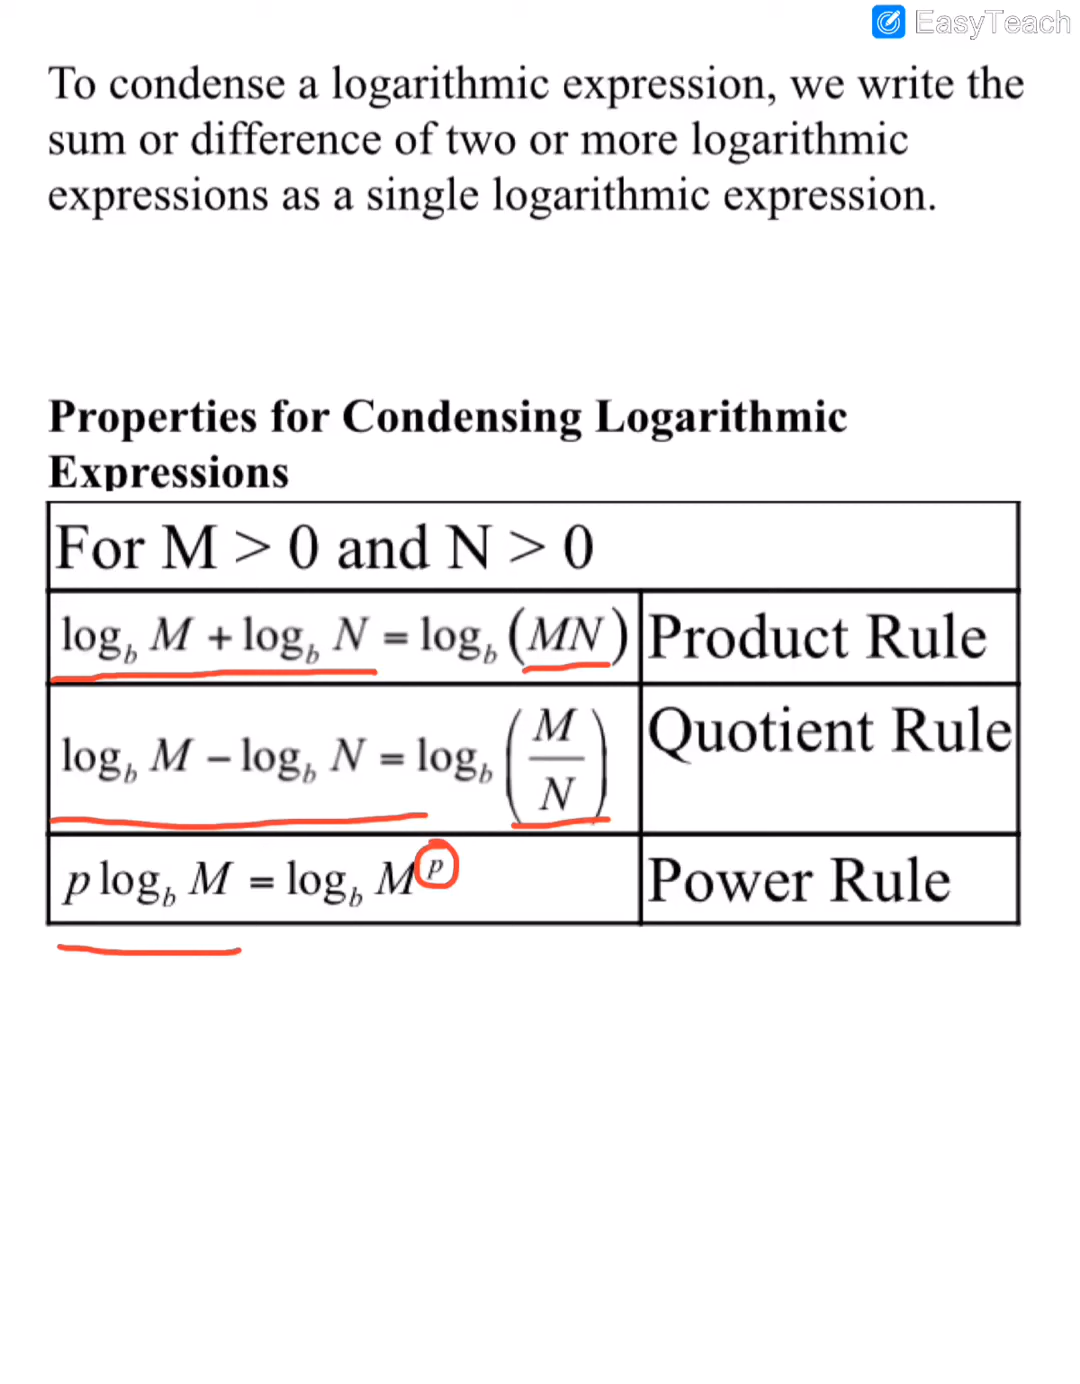 EasyTeach
To condense a logarithmic expression, we write the
sum or difference of two or more logarithmic
expressions as a single logarithmic expression.
Properties for Condensing Logarithmic
Expressions
For M > 0 and N > 0
log_b M + log_b N = log_b (MN) Product Rule
log_b M − log_b N = log_b (M/N) Quotient Rule
p log_b M = log_b M^p Power Rule